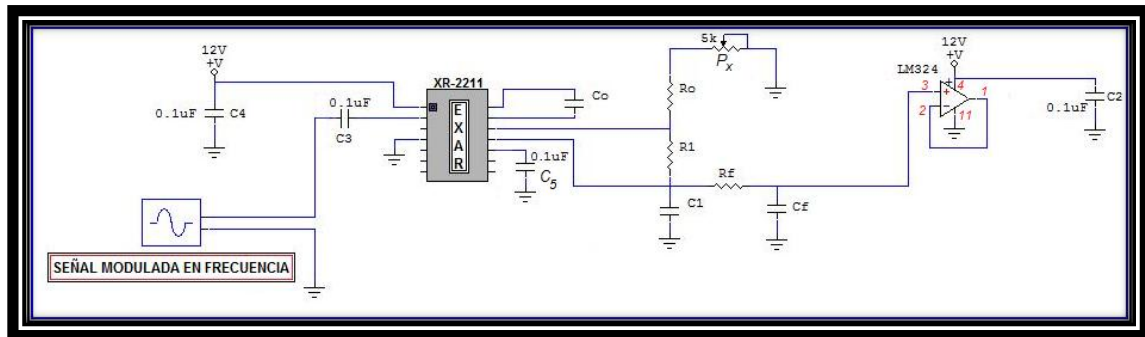 12V
+V
0.1uF
C4
0.1uF
C3
XR-2211
EXAR
Co
0.1uF
C5
5k
Px
Ro
R1
C1
Rf
Cf
12V
+V
LM324
3
2
4
1
11
+
-
+
0.1uF
C2
SEÑAL MODULADA EN FRECUENCIA